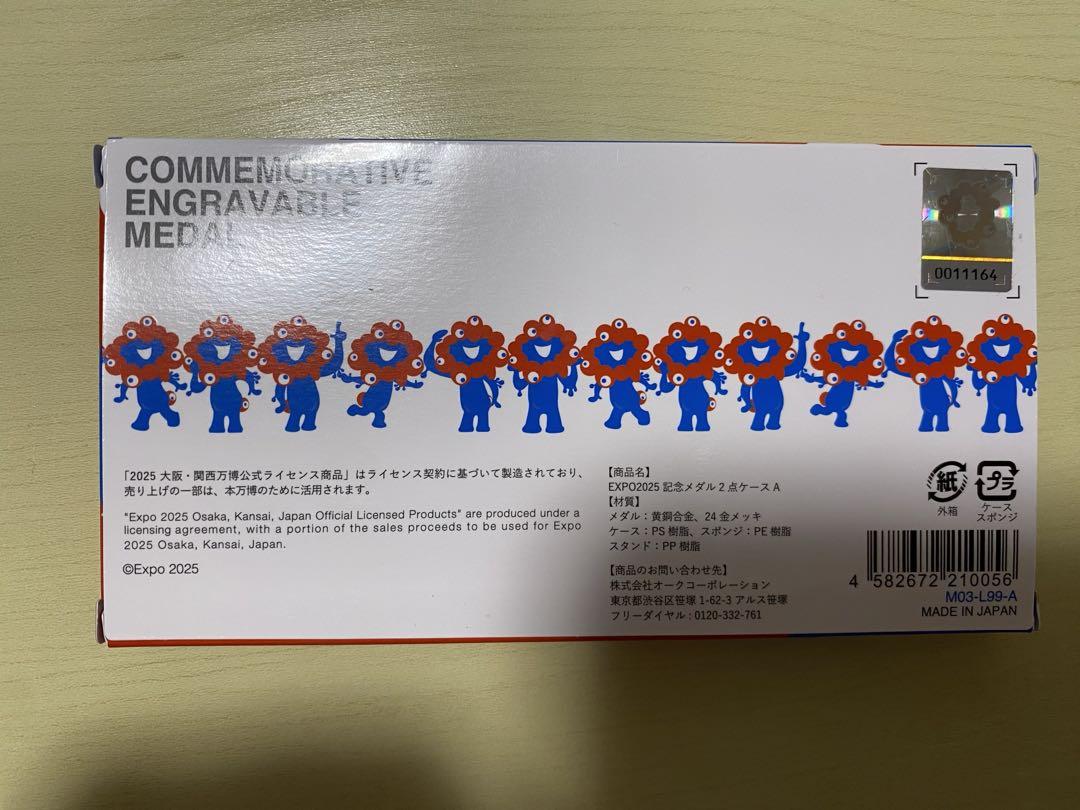 COMMEMORATIVE
ENGRAVABLE
MEDAL
0011164
「2025 大阪・関西万博公式ライセンス商品」はライセンス契約に基づいて製造されており、
売り上げの一部は、本万博のために活用されます。
"Expo 2025 Osaka, Kansai, Japan Official Licensed Products" are produced under a
licensing agreement, with a portion of the sales proceeds to be used for Expo
2025 Osaka, Kansai, Japan.
©Expo 2025
【商品名】
EXPO2025 記念メダル 2 点ケース A
【材質】
メダル：黄銅合金、24 金メッキ
ケース：PS 樹脂、スポンジ：PE 樹脂
スタンド：PP 樹脂
【商品のお問い合わせ先】
株式会社オークコーポレーション
東京都渋谷区笹塚 1-62-3 アルス笹塚
フリーダイヤル：0120-332-761
紙
外箱
プラ
ケース
スポンジ
4 582672 210056
M03-L99-A
MADE IN JAPAN